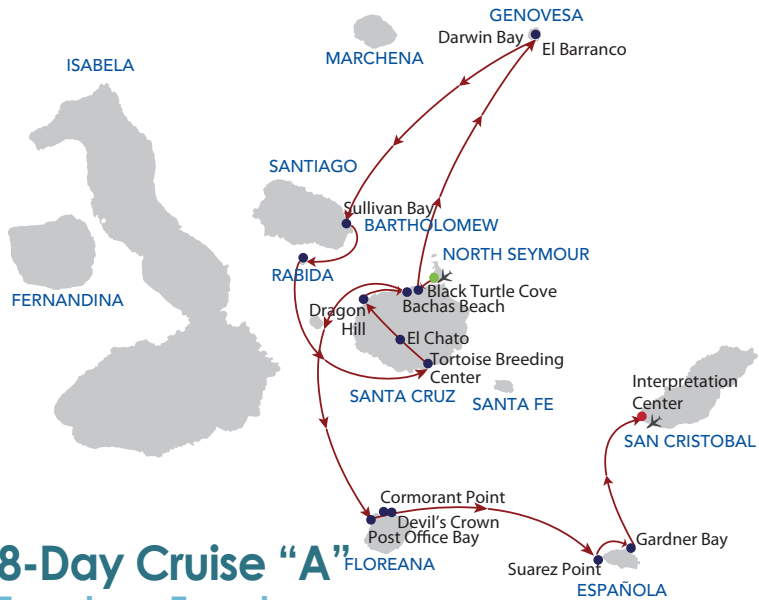 GENOVESA
Darwin Bay
El Barranco
MARCHENA
ISABELA
SANTIAGO
Sullivan Bay
BARTHOLOMEW
NORTH SEYMOUR
RABIDA
FERNANDINA
Black Turtle Cove
Bachas Beach
Dragon
Hill
El Chato
Tortoise Breeding
Center
SANTA CRUZ
SANTA FE
Interpretation
Center
SAN CRISTOBAL
Cormorant Point
Devil's Crown
Post Office Bay
FLOREANA
Gardner Bay
Suarez Point
ESPAÑOLA
8-Day Cruise “A”